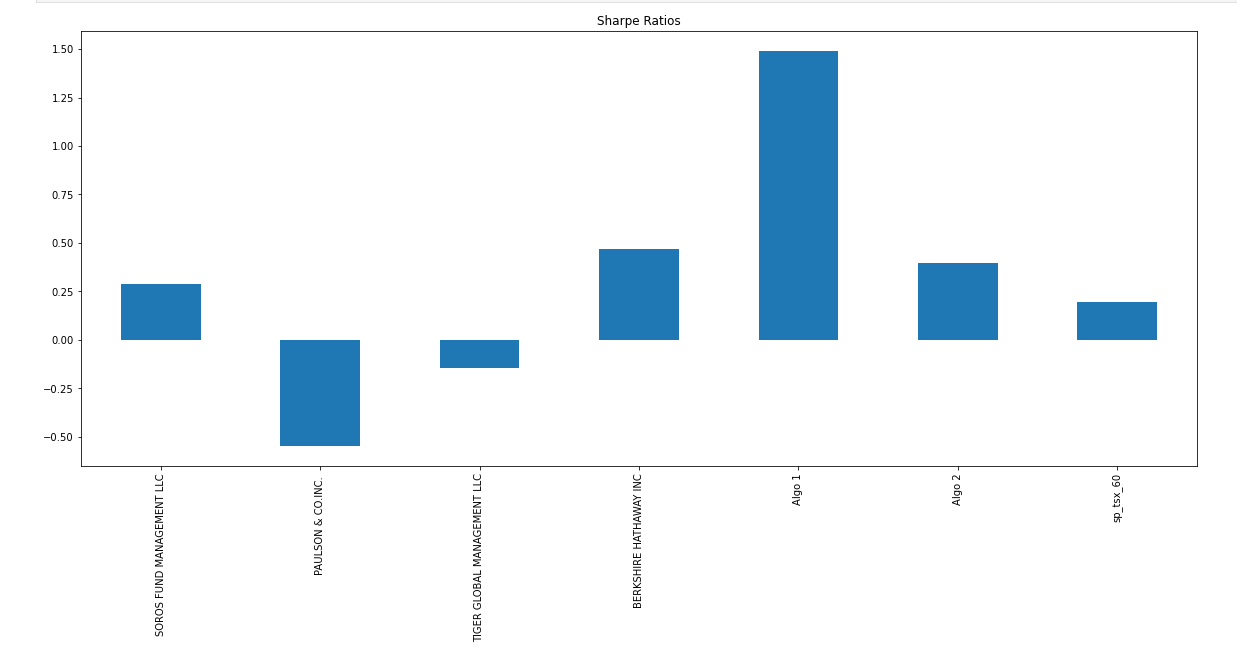 Sharpe Ratios
1.50
1.25
1.00
0.75
0.50
0.25
0.00
−0.25
−0.50
SOROS FUND MANAGEMENT LLC
PAULSON & CO.INC.
TIGER GLOBAL MANAGEMENT LLC
BERKSHIRE HATHAWAY INC
Algo 1
Algo 2
sp_tsx_60